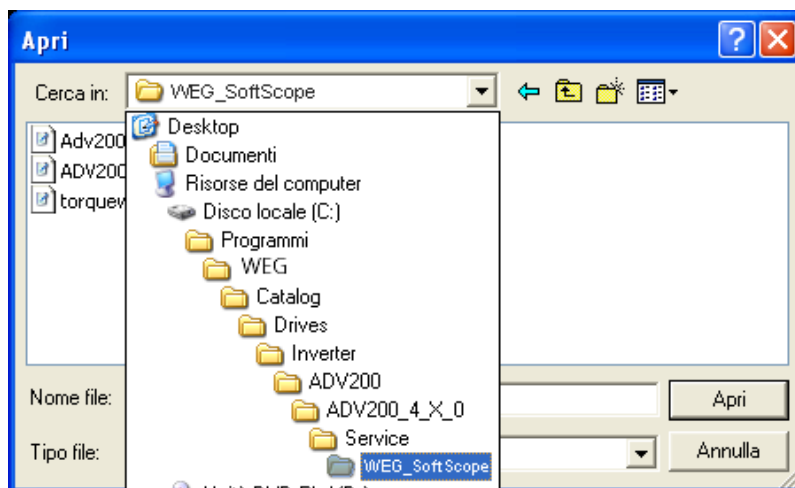 Apri
Cerca in: WEG_SoftScope
Desktop
Documenti
Risorse del computer
Disco locale (C:)
Programmi
WEG
Catalog
Drives
Inverter
ADV200
ADV200_4_X_0
Service
WEG_SoftScope
Adv200
ADV200
Nome file:
Apri
Tipo file:
Annulla